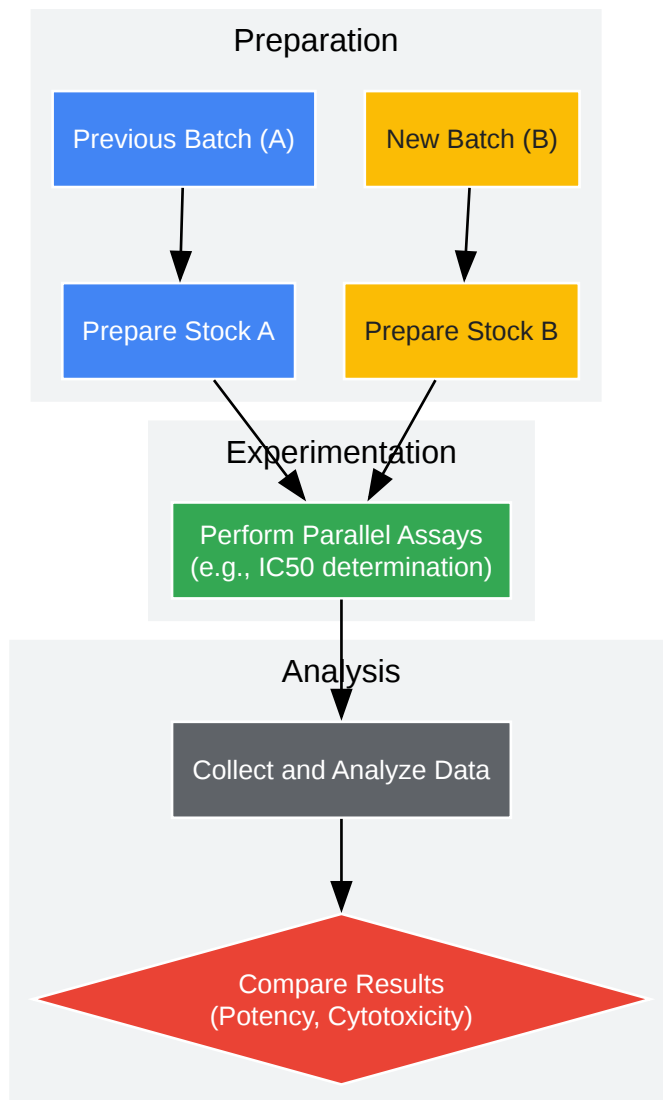 Preparation
Previous Batch (A)
New Batch (B)
Prepare Stock A
Prepare Stock B
Experimentation
Perform Parallel Assays
(e.g., IC50 determination)
Analysis
Collect and Analyze Data
Compare Results
(Potency, Cytotoxicity)